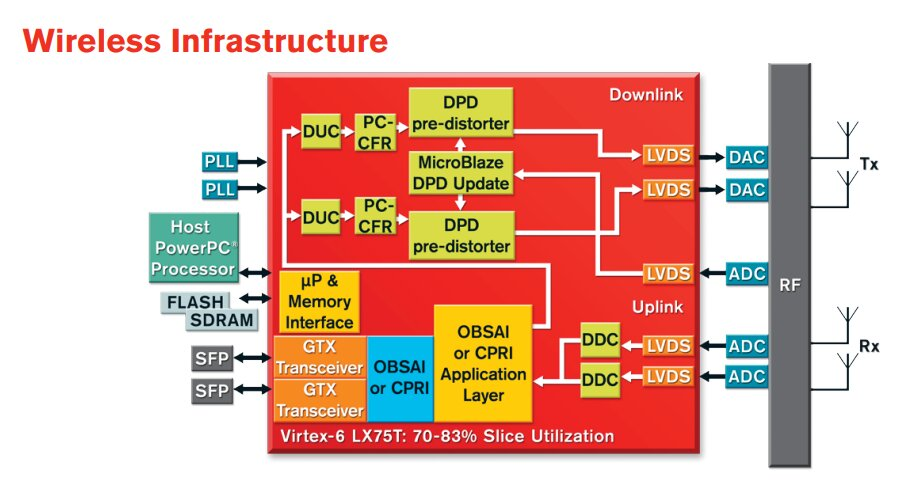 Wireless Infrastructure
Downlink
DPD
pre-distorter
DUC
PC-
CFR
MicroBlaze
DPD Update
DUC
PC-
CFR
DPD
pre-distorter
LVDS
DAC
LVDS
DAC
LVDS
ADC
Tx
RF
PLL
PLL
Host
PowerPC®
Processor
FLASH
SDRAM
SFP
SFP
µP &
Memory
Interface
GTX
Transceiver
GTX
Transceiver
OBSAI
or CPRI
OBSAI
or CPRI
Application
Layer
Uplink
DDC
DDC
LVDS
ADC
LVDS
ADC
Rx
Virtex-6 LX75T: 70-83% Slice Utilization